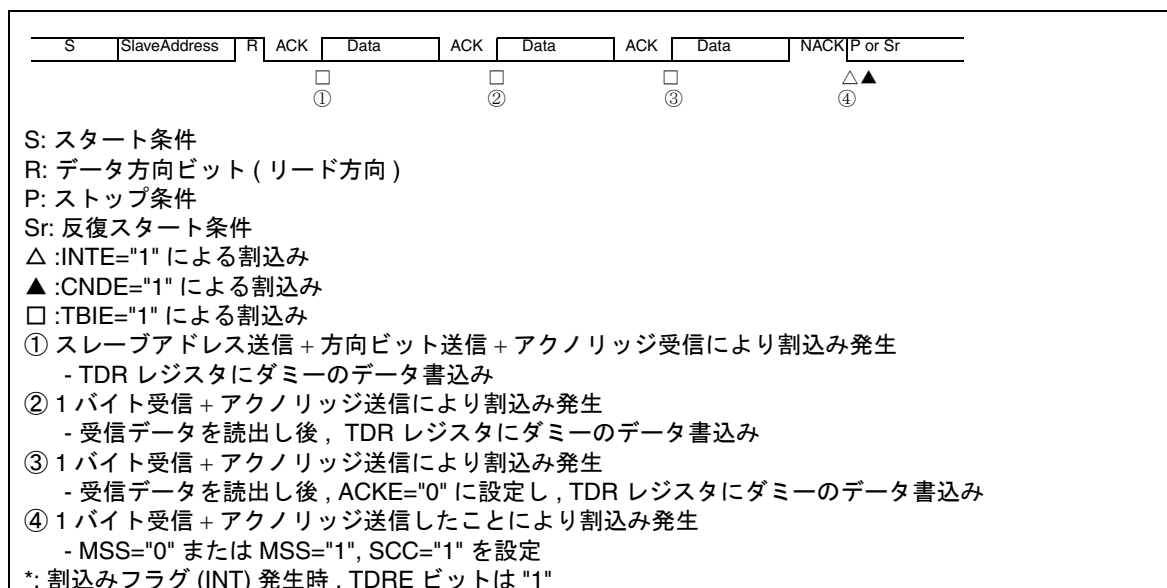 S SlaveAddress R ACK Data ACK Data ACK Data NACK P or Sr
□ □ □ △▲
① ② ③ ④
S: スタート条件
R: データ方向ビット ( リード方向 )
P: ストップ条件
Sr: 反復スタート条件
△ :INTE="1" による割込み
▲ :CNDE="1" による割込み
□ :TBIE="1" による割込み
① スレーブアドレス送信 + 方向ビット送信 + アクノリッジ受信により割込み発生
- TDR レジスタにダミーのデータ書込み
② 1 バイト受信 + アクノリッジ送信により割込み発生
- 受信データを読出し後 , TDR レジスタにダミーのデータ書込み
③ 1 バイト受信 + アクノリッジ送信により割込み発生
- 受信データを読出し後 , ACKE="0" に設定し , TDR レジスタにダミーのデータ書込み
④ 1 バイト受信 + アクノリッジ送信したことにより割込み発生
- MSS="0" または MSS="1", SCC="1" を設定
*: 割込みフラグ (INT) 発生時 , TDRE ビットは "1"